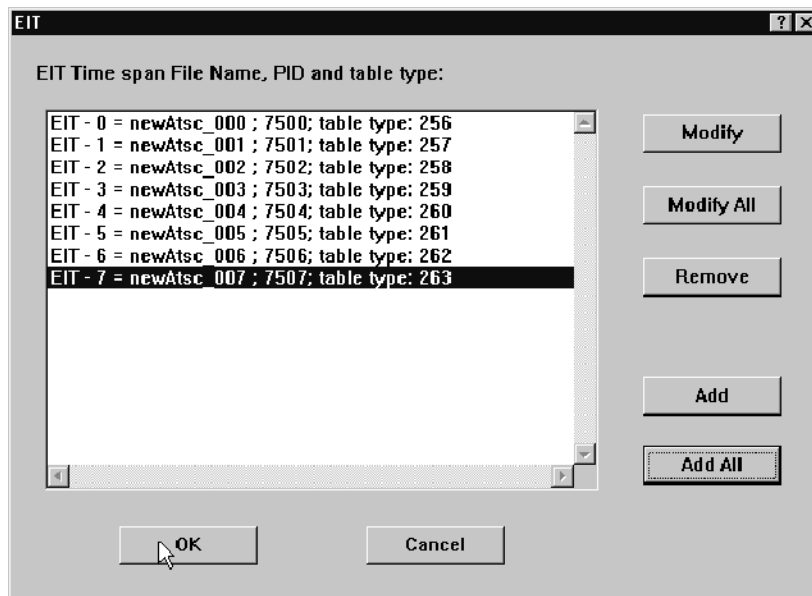 EIT
EIT Time span File Name, PID and table type:
EIT - 0 = newAtsc_000 ; 7500; table type: 256
EIT - 1 = newAtsc_001 ; 7501; table type: 257
EIT - 2 = newAtsc_002 ; 7502; table type: 258
EIT - 3 = newAtsc_003 ; 7503; table type: 259
EIT - 4 = newAtsc_004 ; 7504; table type: 260
EIT - 5 = newAtsc_005 ; 7505; table type: 261
EIT - 6 = newAtsc_006 ; 7506; table type: 262
EIT - 7 = newAtsc_007 ; 7507; table type: 263
Modify
Modify All
Remove
Add
Add All
OK
Cancel